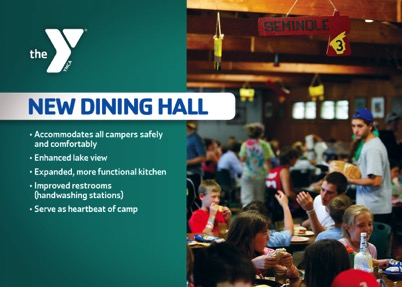 the
YMCA
NEW DINING HALL
• Accommodates all campers safely
and comfortably
• Enhanced lake view
• Expanded, more functional kitchen
• Improved restrooms
(handwashing stations)
• Serve as heartbeat of camp
SEMINOLE
3